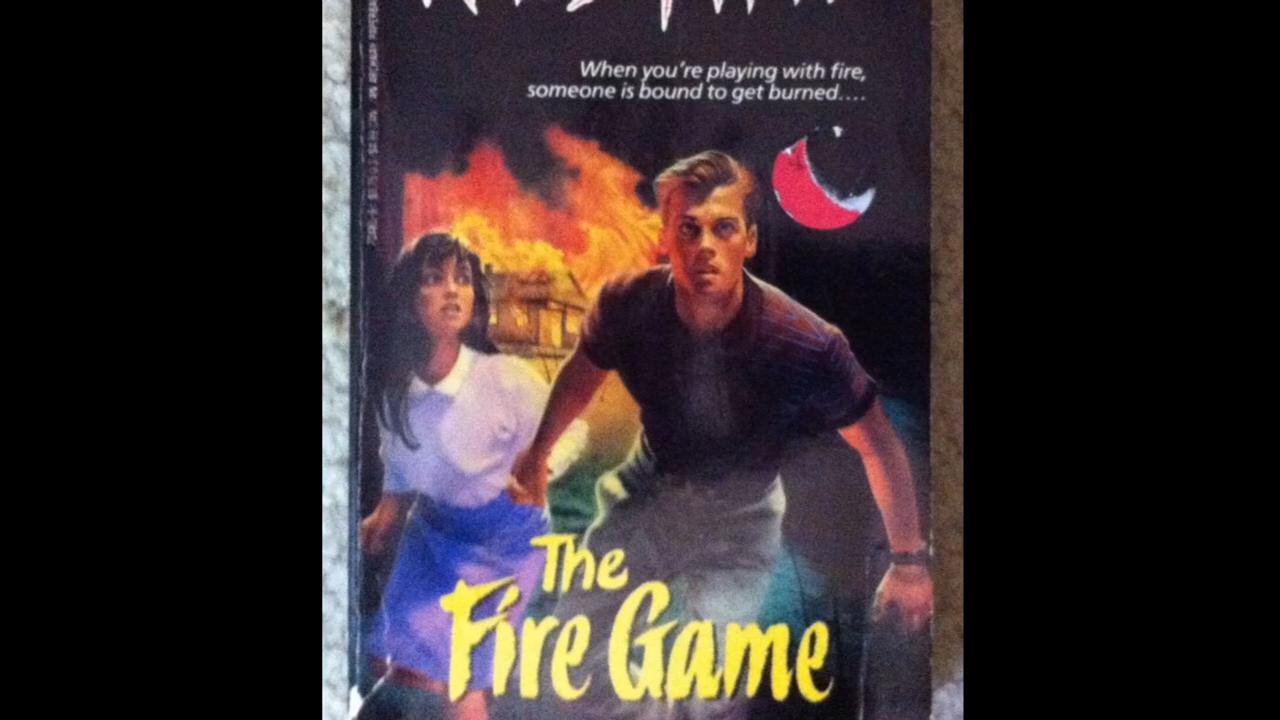 When you're playing with fire,
someone is bound to get burned....
The
Fire Game